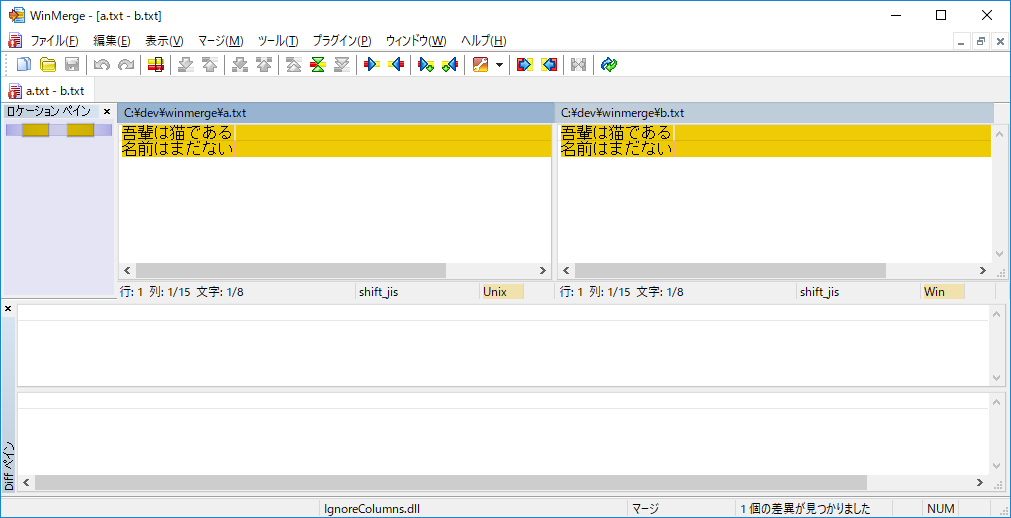 WinMerge - [a.txt - b.txt]
ファイル(F) 編集(E) 表示(V) マージ(M) ツール(T) プラグイン(P) ウィンドウ(W) ヘルプ(H)
a.txt - b.txt
ロケーション ペイン
C:¥dev¥winmerge¥a.txt
C:¥dev¥winmerge¥b.txt
吾輩は猫である
名前はまだない
吾輩は猫である
名前はまだない
行: 1 列: 1/15 文字: 1/8 shift_jis Unix
行: 1 列: 1/15 文字: 1/8 shift_jis Win
Diff ペイン
IgnoreColumns.dll マージ 1 個の差異が見つかりました NUM